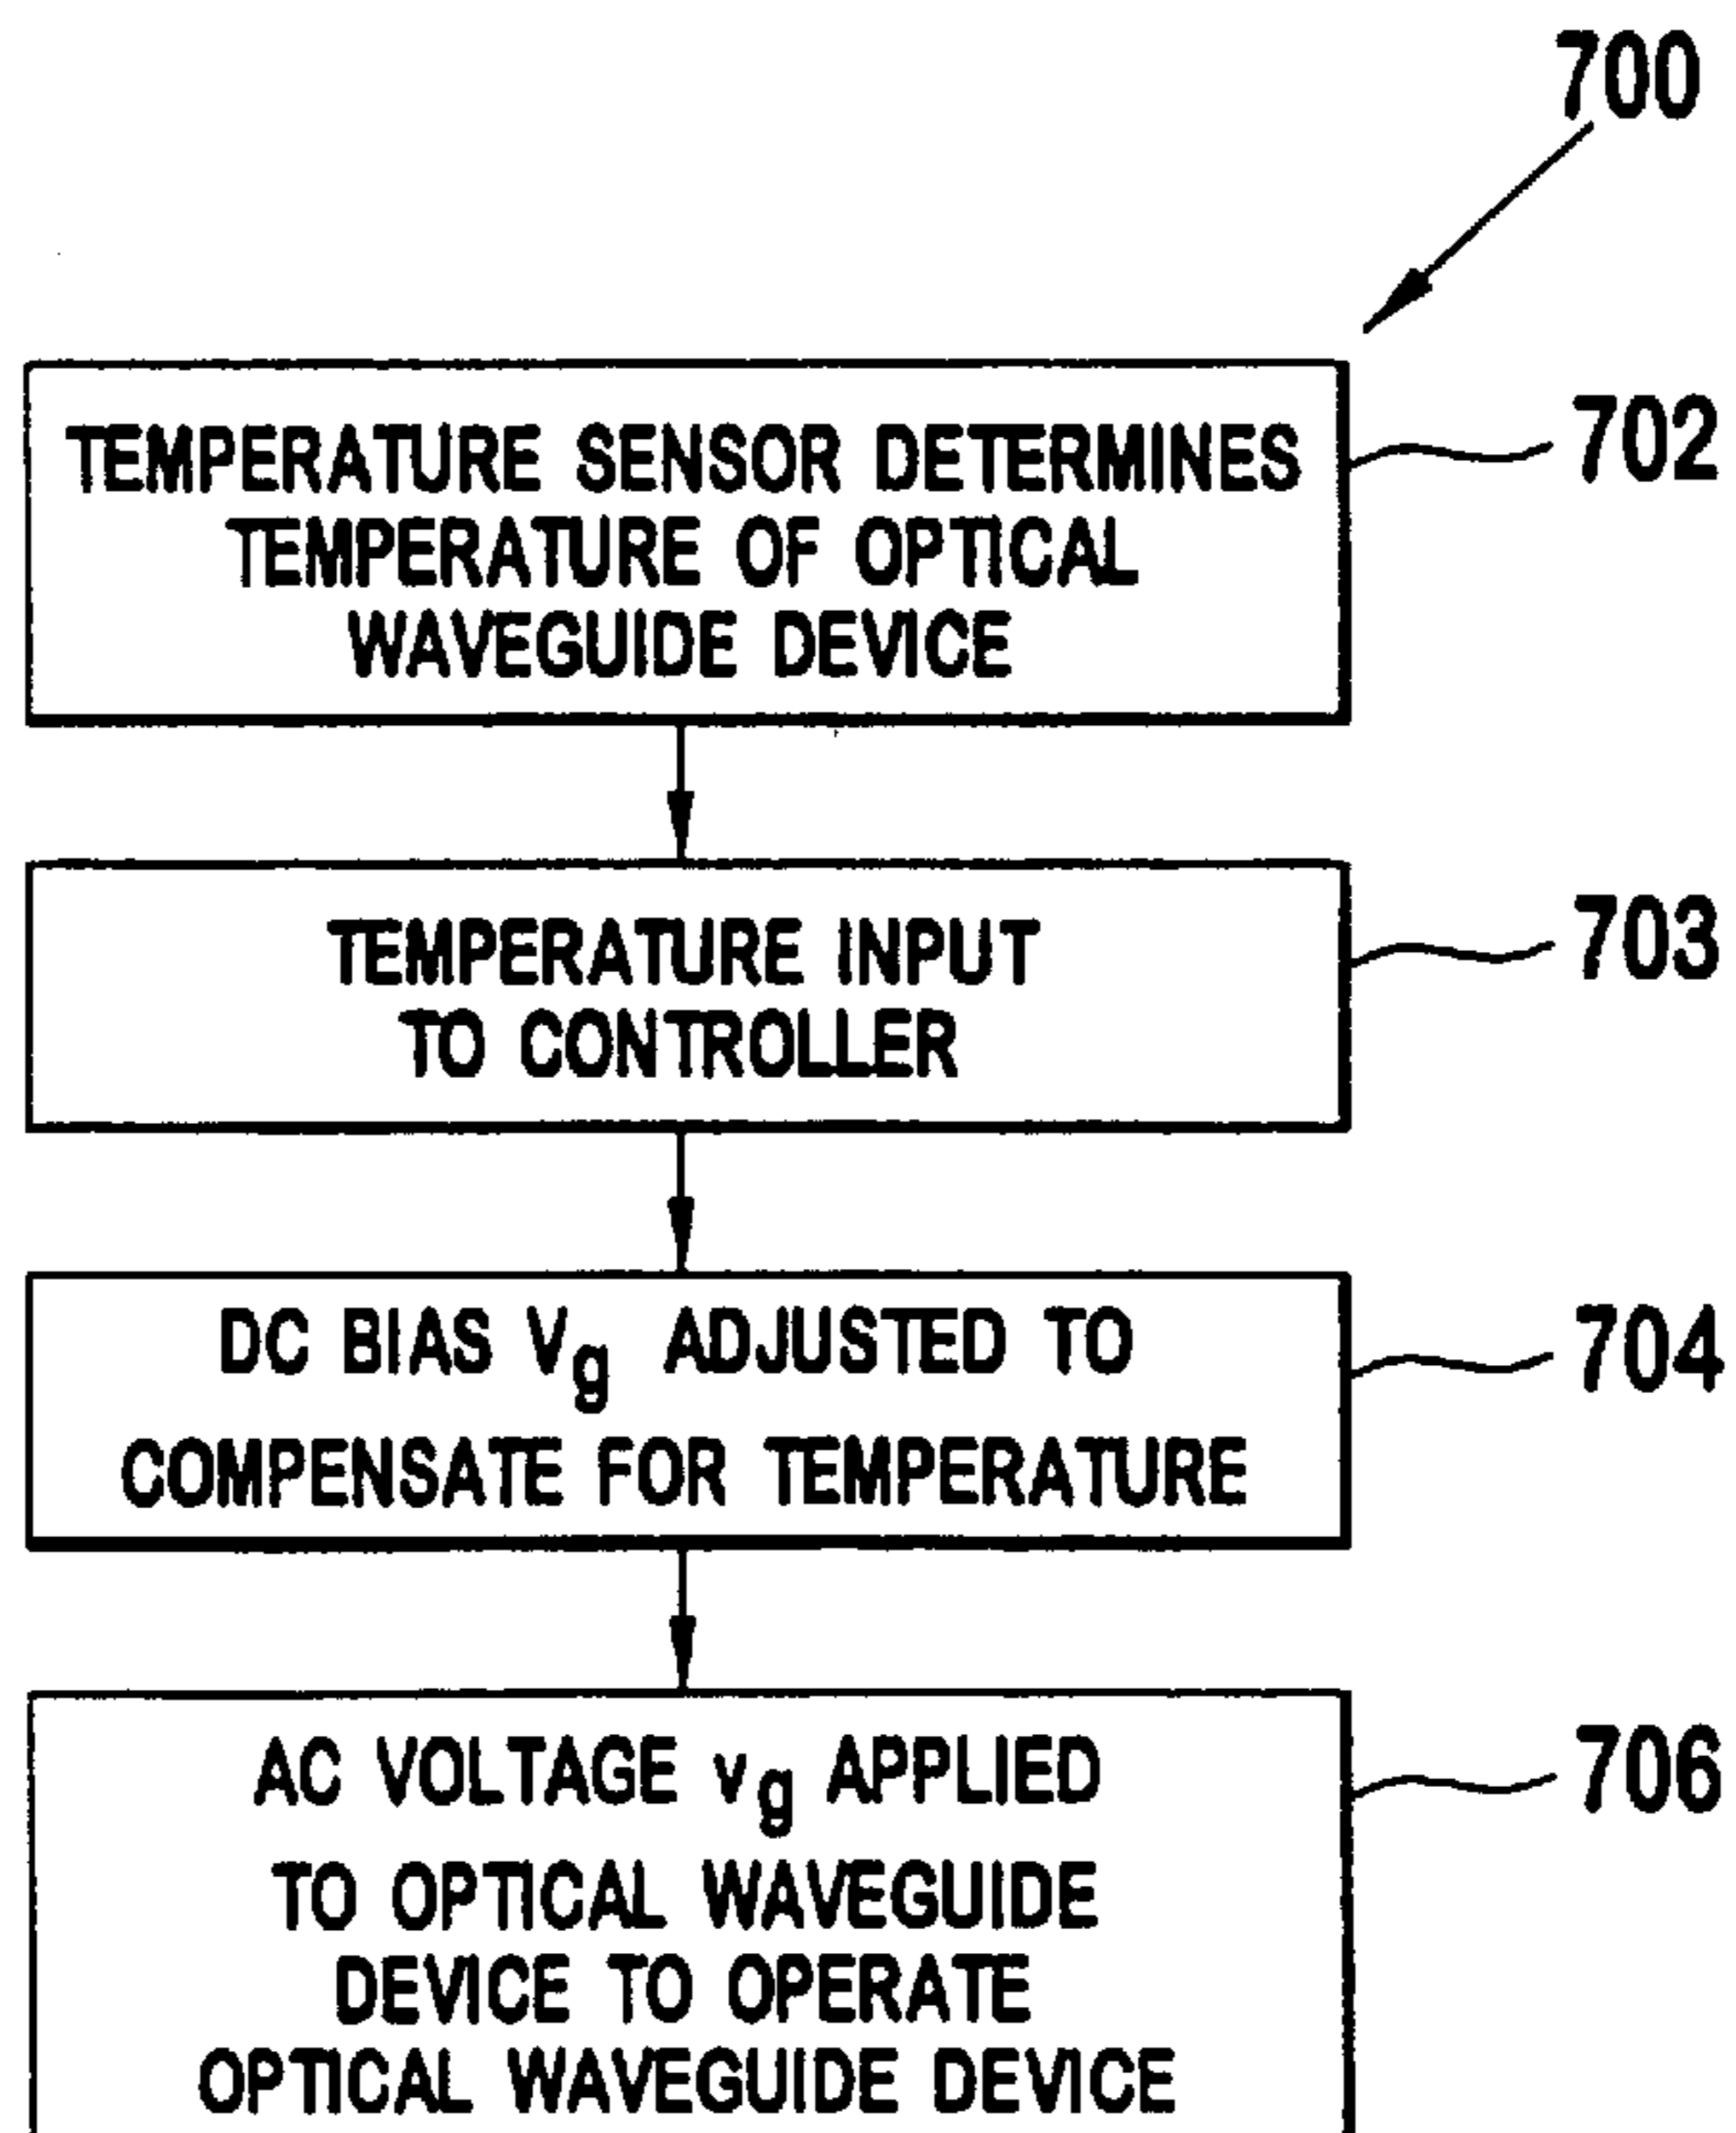 700
TEMPERATURE SENSOR DETERMINES
TEMPERATURE OF OPTICAL
WAVEGUIDE DEVICE
702
TEMPERATURE INPUT
TO CONTROLLER
703
DC BIAS Vg ADJUSTED TO
COMPENSATE FOR TEMPERATURE
704
AC VOLTAGE vg APPLIED
TO OPTICAL WAVEGUIDE
DEVICE TO OPERATE
OPTICAL WAVEGUIDE DEVICE
706